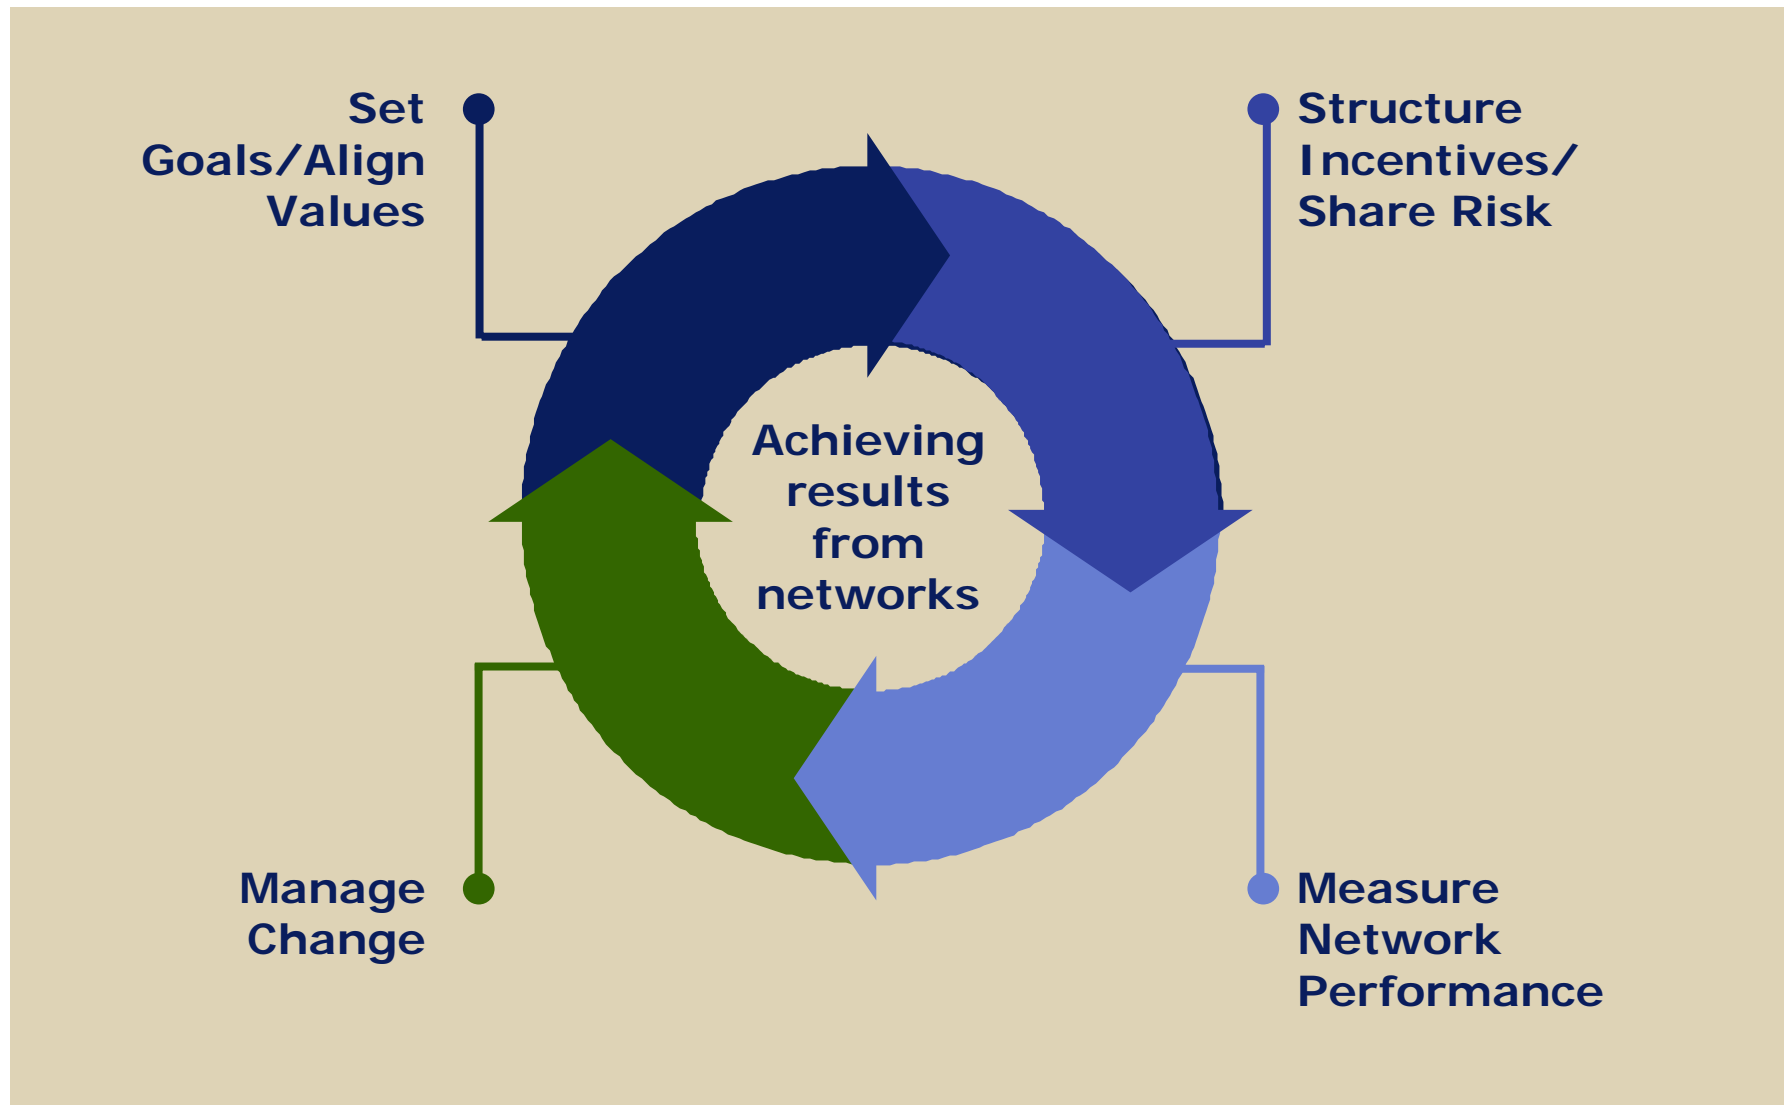 Set
Goals/Align
Values
Structure
Incentives/
Share Risk
Achieving
results
from
networks
Manage
Change
Measure
Network
Performance